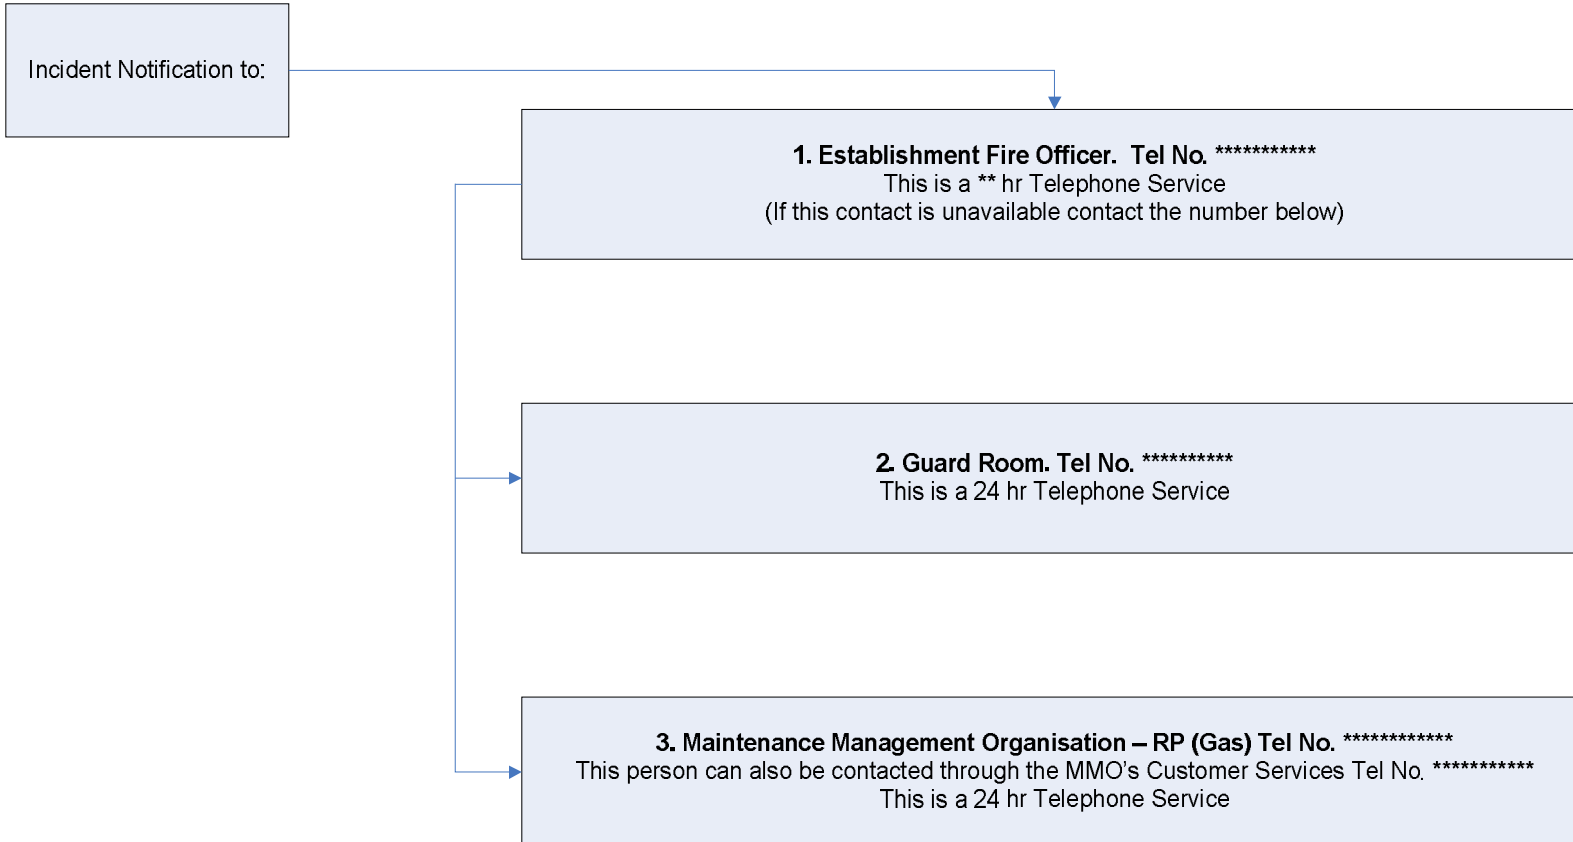 Incident Notification to:
1. Establishment Fire Officer.  Tel No. ***********
This is a ** hr Telephone Service
(If this contact is unavailable contact the number below)
2. Guard Room. Tel No. **********
This is a 24 hr Telephone Service
3. Maintenance Management Organisation – RP (Gas) Tel No. ************
This person can also be contacted through the MMO’s Customer Services Tel No. ***********
This is a 24 hr Telephone Service